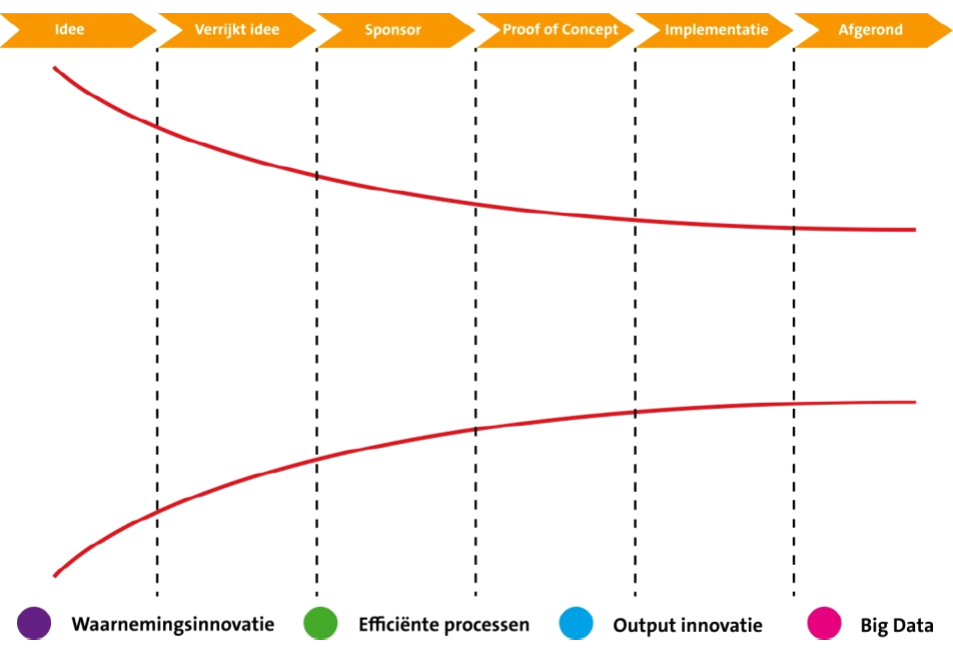 Idee
Verrijkt idee
Sponsor
Proof of Concept
Implementatie
Afgerond
Waarnemingsinnovatie
Efficiënte processen
Output innovatie
Big Data